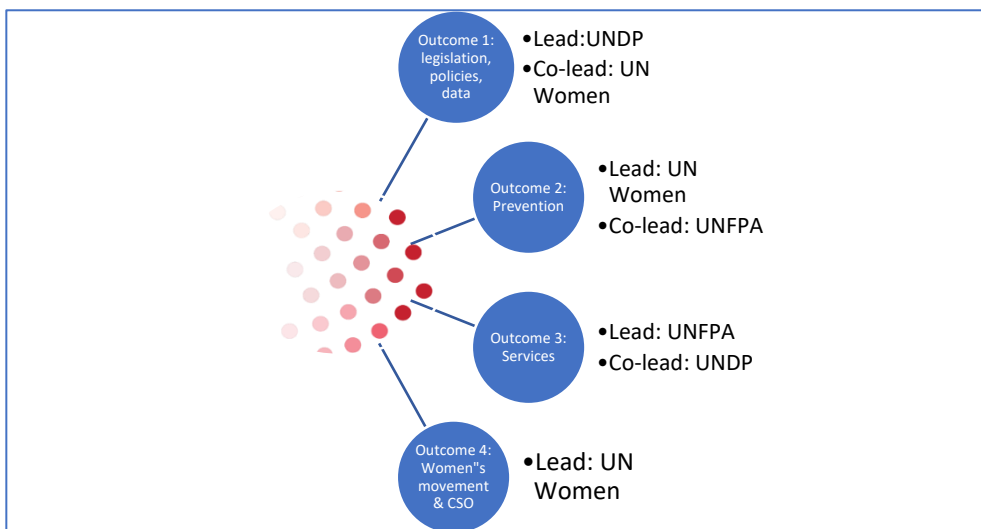 Outcome 1:
legislation,
policies,
data
•Lead:UNDP
•Co-lead: UN
Women
Outcome 2:
Prevention
•Lead: UN
Women
•Co-lead: UNFPA
Outcome 3:
Services
•Lead: UNFPA
•Co-lead: UNDP
Outcome 4:
Women"s
movement
& CSO
•Lead: UN
Women